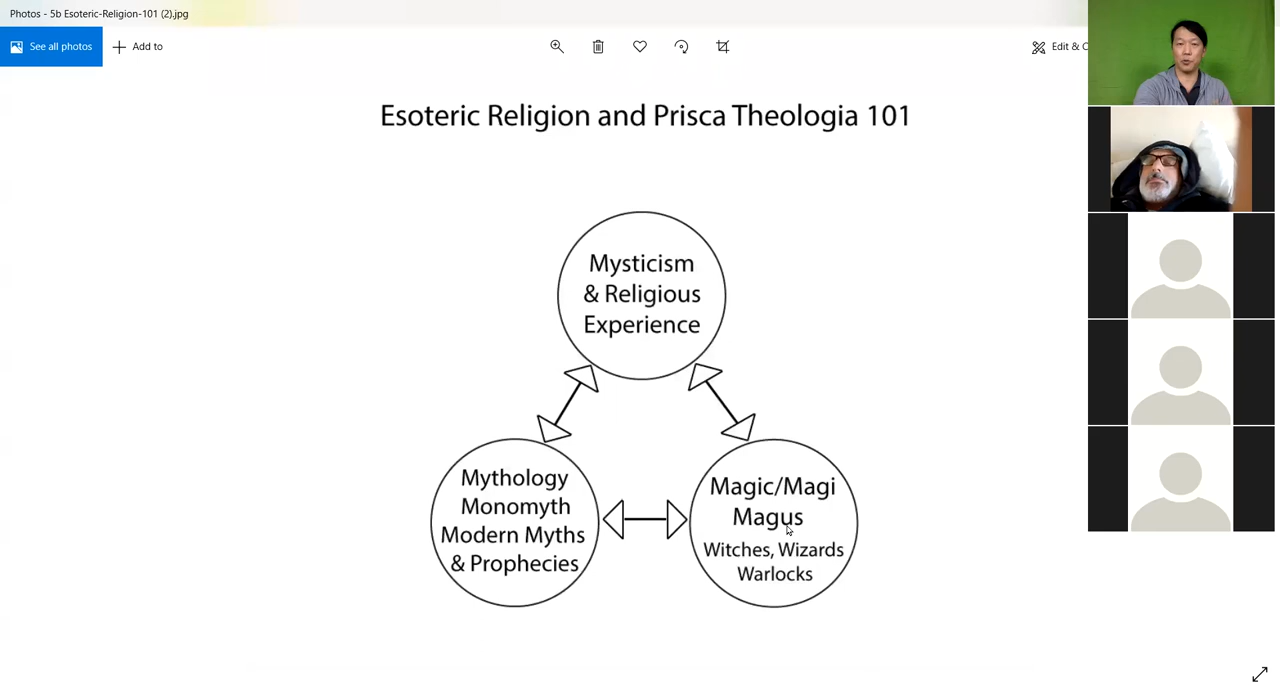 Photos - 5b Esoteric-Religion-101 (2).jpg
See all photos
Add to
Edit & C
Esoteric Religion and Prisca Theologia 101
Mysticism
& Religious
Experience
Mythology
Monomyth
Modern Myths
& Prophecies
Magic/Magi
Magus
Witches, Wizards
Warlocks